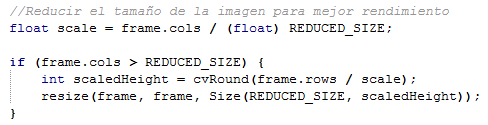 //Reducir el tamaño de la imagen para mejor rendimiento
float scale = frame.cols / (float) REDUCED_SIZE;
if (frame.cols > REDUCED_SIZE) {
int scaledHeight = cvRound(frame.rows / scale);
resize(frame, frame, Size(REDUCED_SIZE, scaledHeight));
}